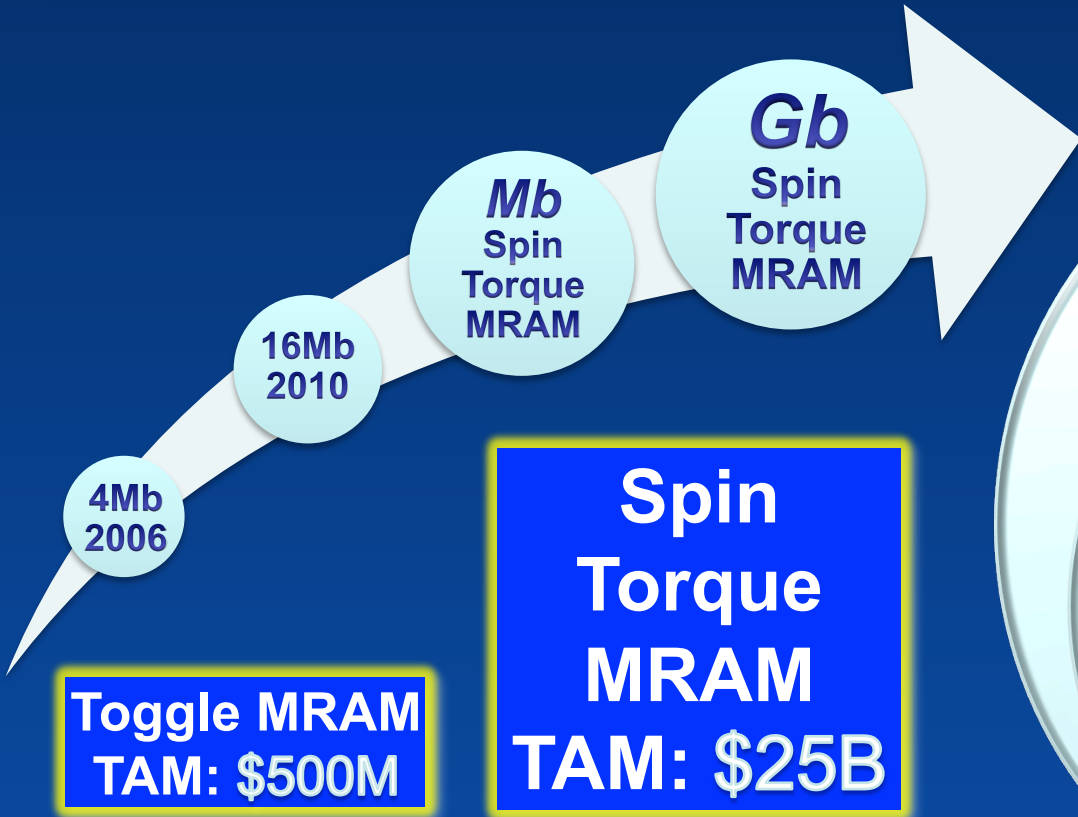 4Mb
2006
16Mb
2010
Mb
Spin
Torque
MRAM
Gb
Spin
Torque
MRAM
Toggle MRAM
TAM: $500M
Spin
Torque
MRAM
TAM: $25B